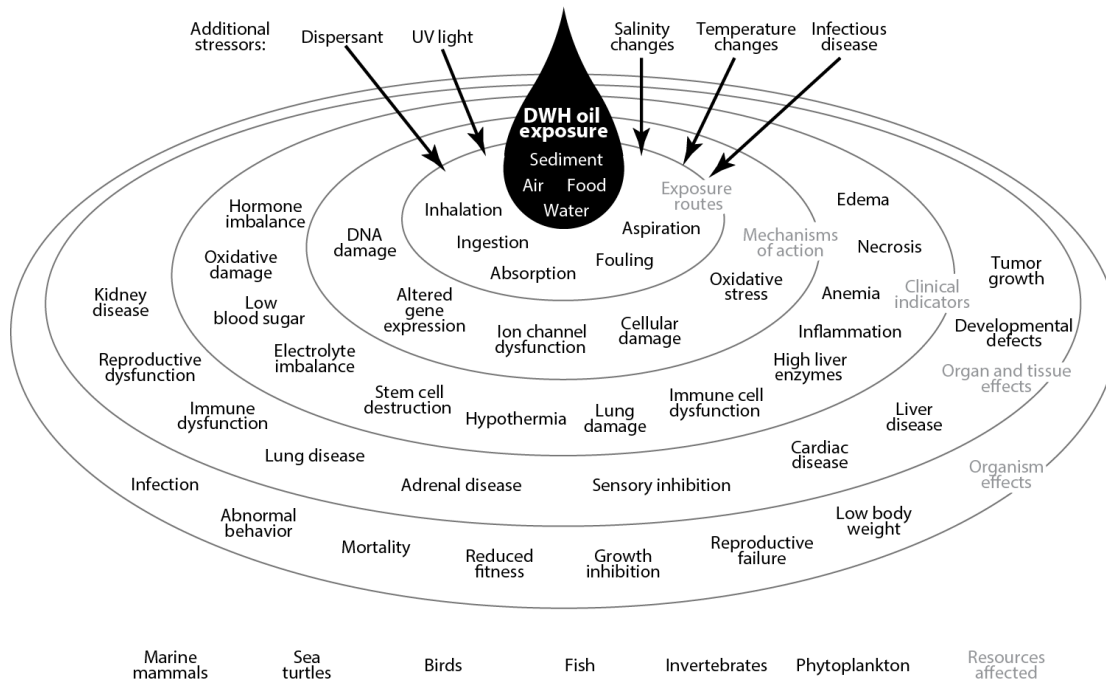 Additional
stressors:
Dispersant
UV light
Salinity
changes
Temperature
changes
Infectious
disease
DWH oil
exposure
Sediment
Air Food
Water
Exposure
routes
Inhalation
Ingestion
Absorption
Fouling
Aspiration
Mechanisms
of action
DNA
damage
Altered
gene
expression
Ion channel
dysfunction
Cellular
damage
Oxidative
stress
Clinical
indicators
Hormone
imbalance
Oxidative
damage
Low
blood sugar
Electrolyte
imbalance
Stem cell
destruction
Hypothermia
Lung
damage
Immune cell
dysfunction
High liver
enzymes
Inflammation
Anemia
Necrosis
Edema
Organ and tissue
effects
Kidney
disease
Reproductive
dysfunction
Immune
dysfunction
Lung disease
Adrenal disease
Sensory inhibition
Cardiac
disease
Liver
disease
Developmental
defects
Tumor
growth
Organism
effects
Infection
Abnormal
behavior
Mortality
Reduced
fitness
Growth
inhibition
Reproductive
failure
Low body
weight
Marine
mammals
Sea
turtles
Birds
Fish
Invertebrates
Phytoplankton
Resources
affected